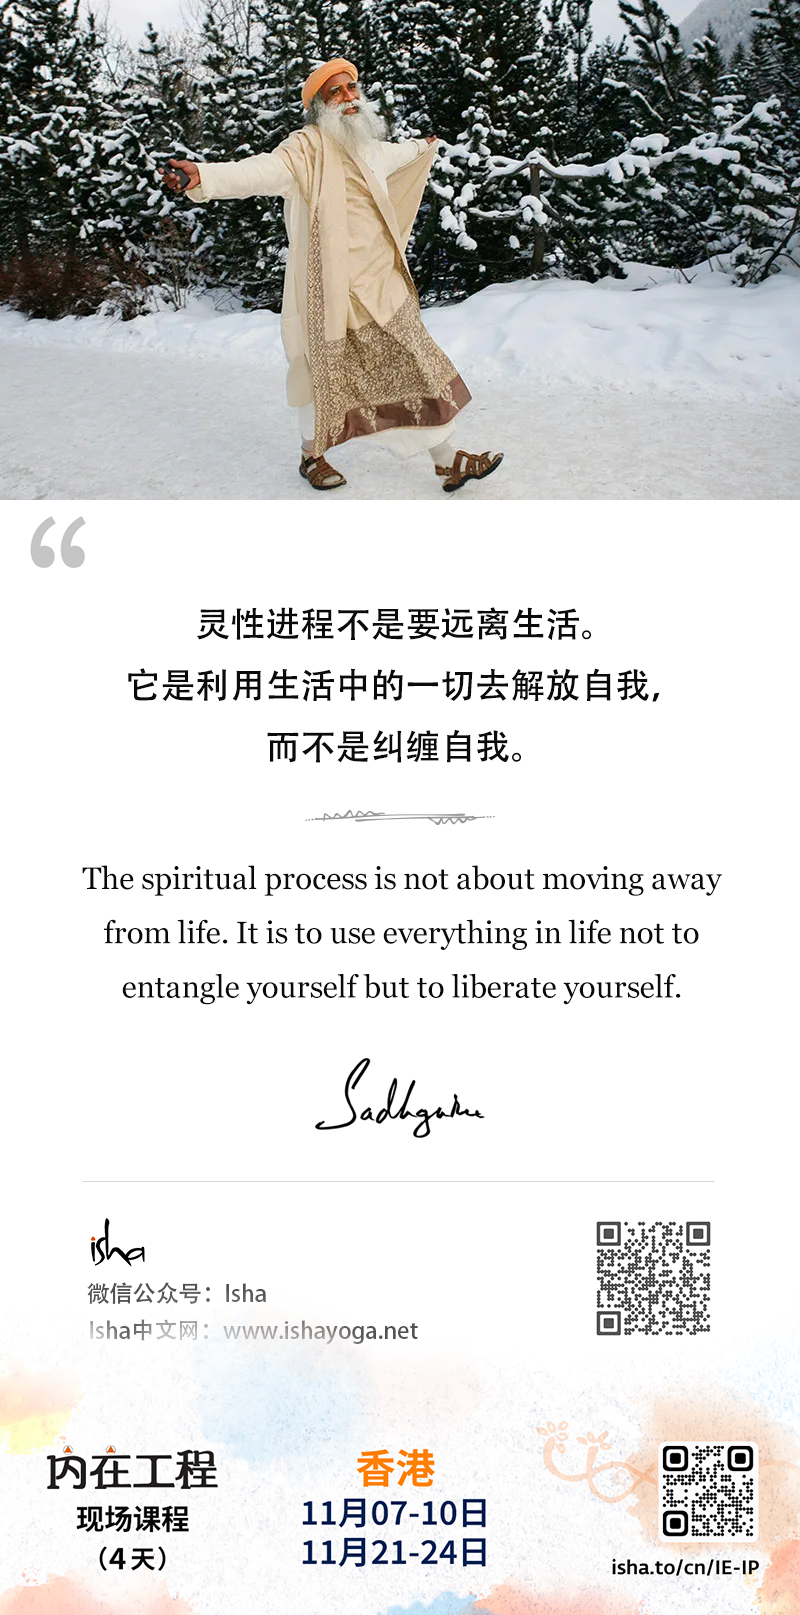 “
灵性进程不是要远离生活。
它是利用生活中的一切去解放自我，
而不是纠缠自我。
The spiritual process is not about moving away
from life. It is to use everything in life not to
entangle yourself but to liberate yourself.
Sadhguru
isha
微信公众号：Isha
Isha中文网：www.ishayoga.net
内在工程
现场课程
（4天）
香港
11月07-10日
11月21-24日
isha.to/cn/IE-IP